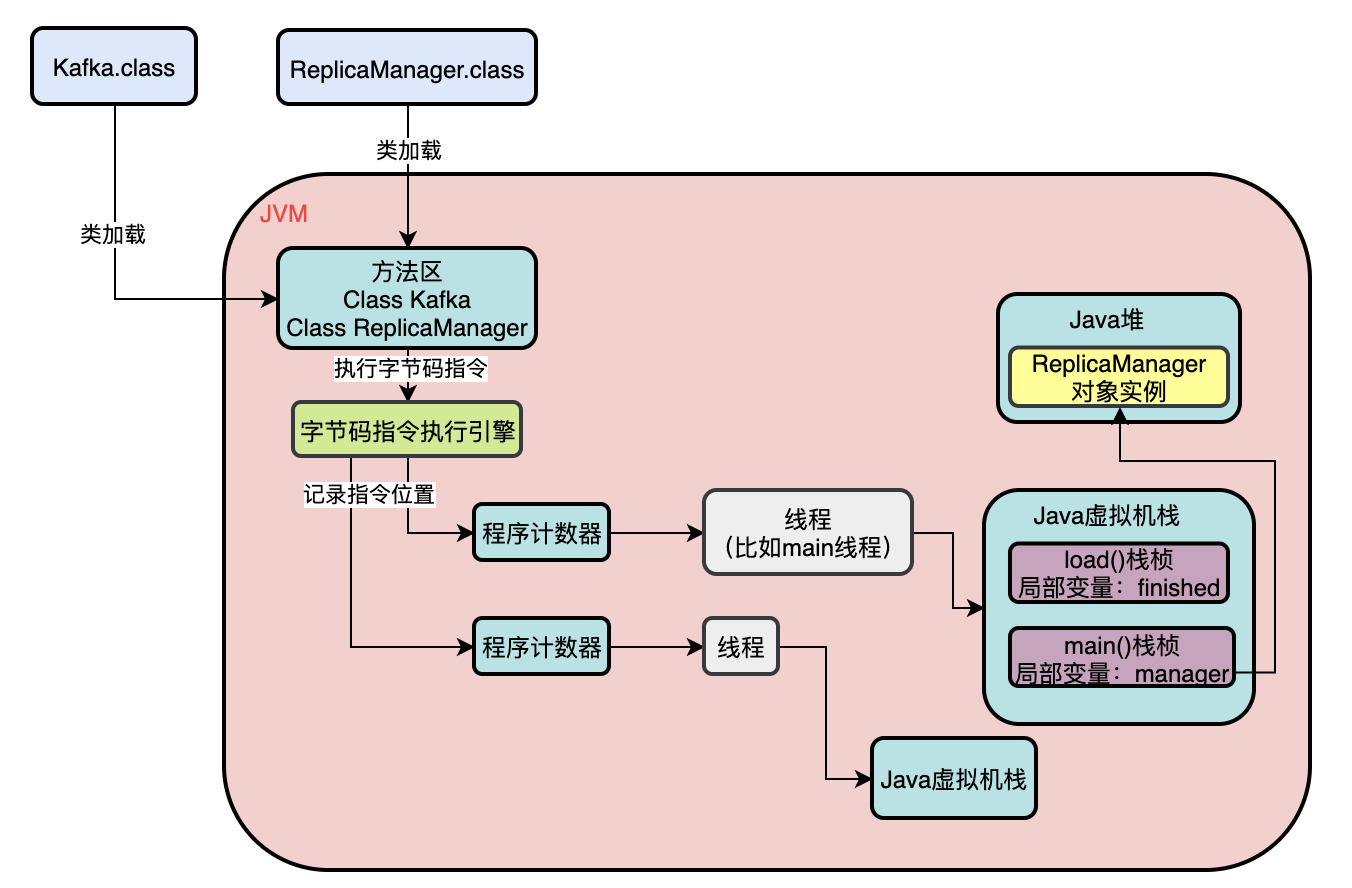 Kafka.class
ReplicaManager.class
类加载
类加载
JVM
方法区
Class Kafka
Class ReplicaManager
执行字节码指令
字节码指令执行引擎
记录指令位置
程序计数器
线程
（比如main线程）
程序计数器
线程
Java堆
ReplicaManager
对象实例
Java虚拟机栈
load()栈桢
局部变量：finished
main()栈桢
局部变量：manager
Java虚拟机栈